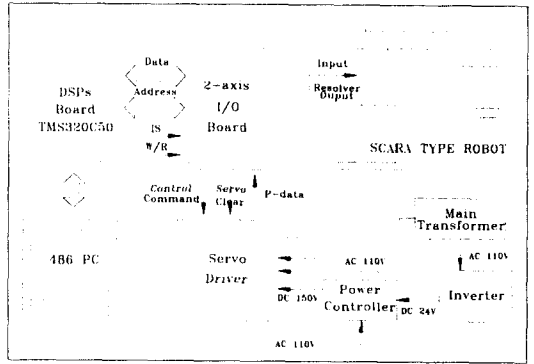 Data
Address
IS
W/R
DSPs
Board
TMS320C50
2-axis
I/O
Board
Input
Resolver
Ouput
SCARA TYPE ROBOT
Control
Command
Servo
Clear
P-data
Main
Transformer
486 PC
Servo
Driver
AC 110V
AC 110V
DC 150V
Power
Controller
DC 24V
Inverter
AC 110V